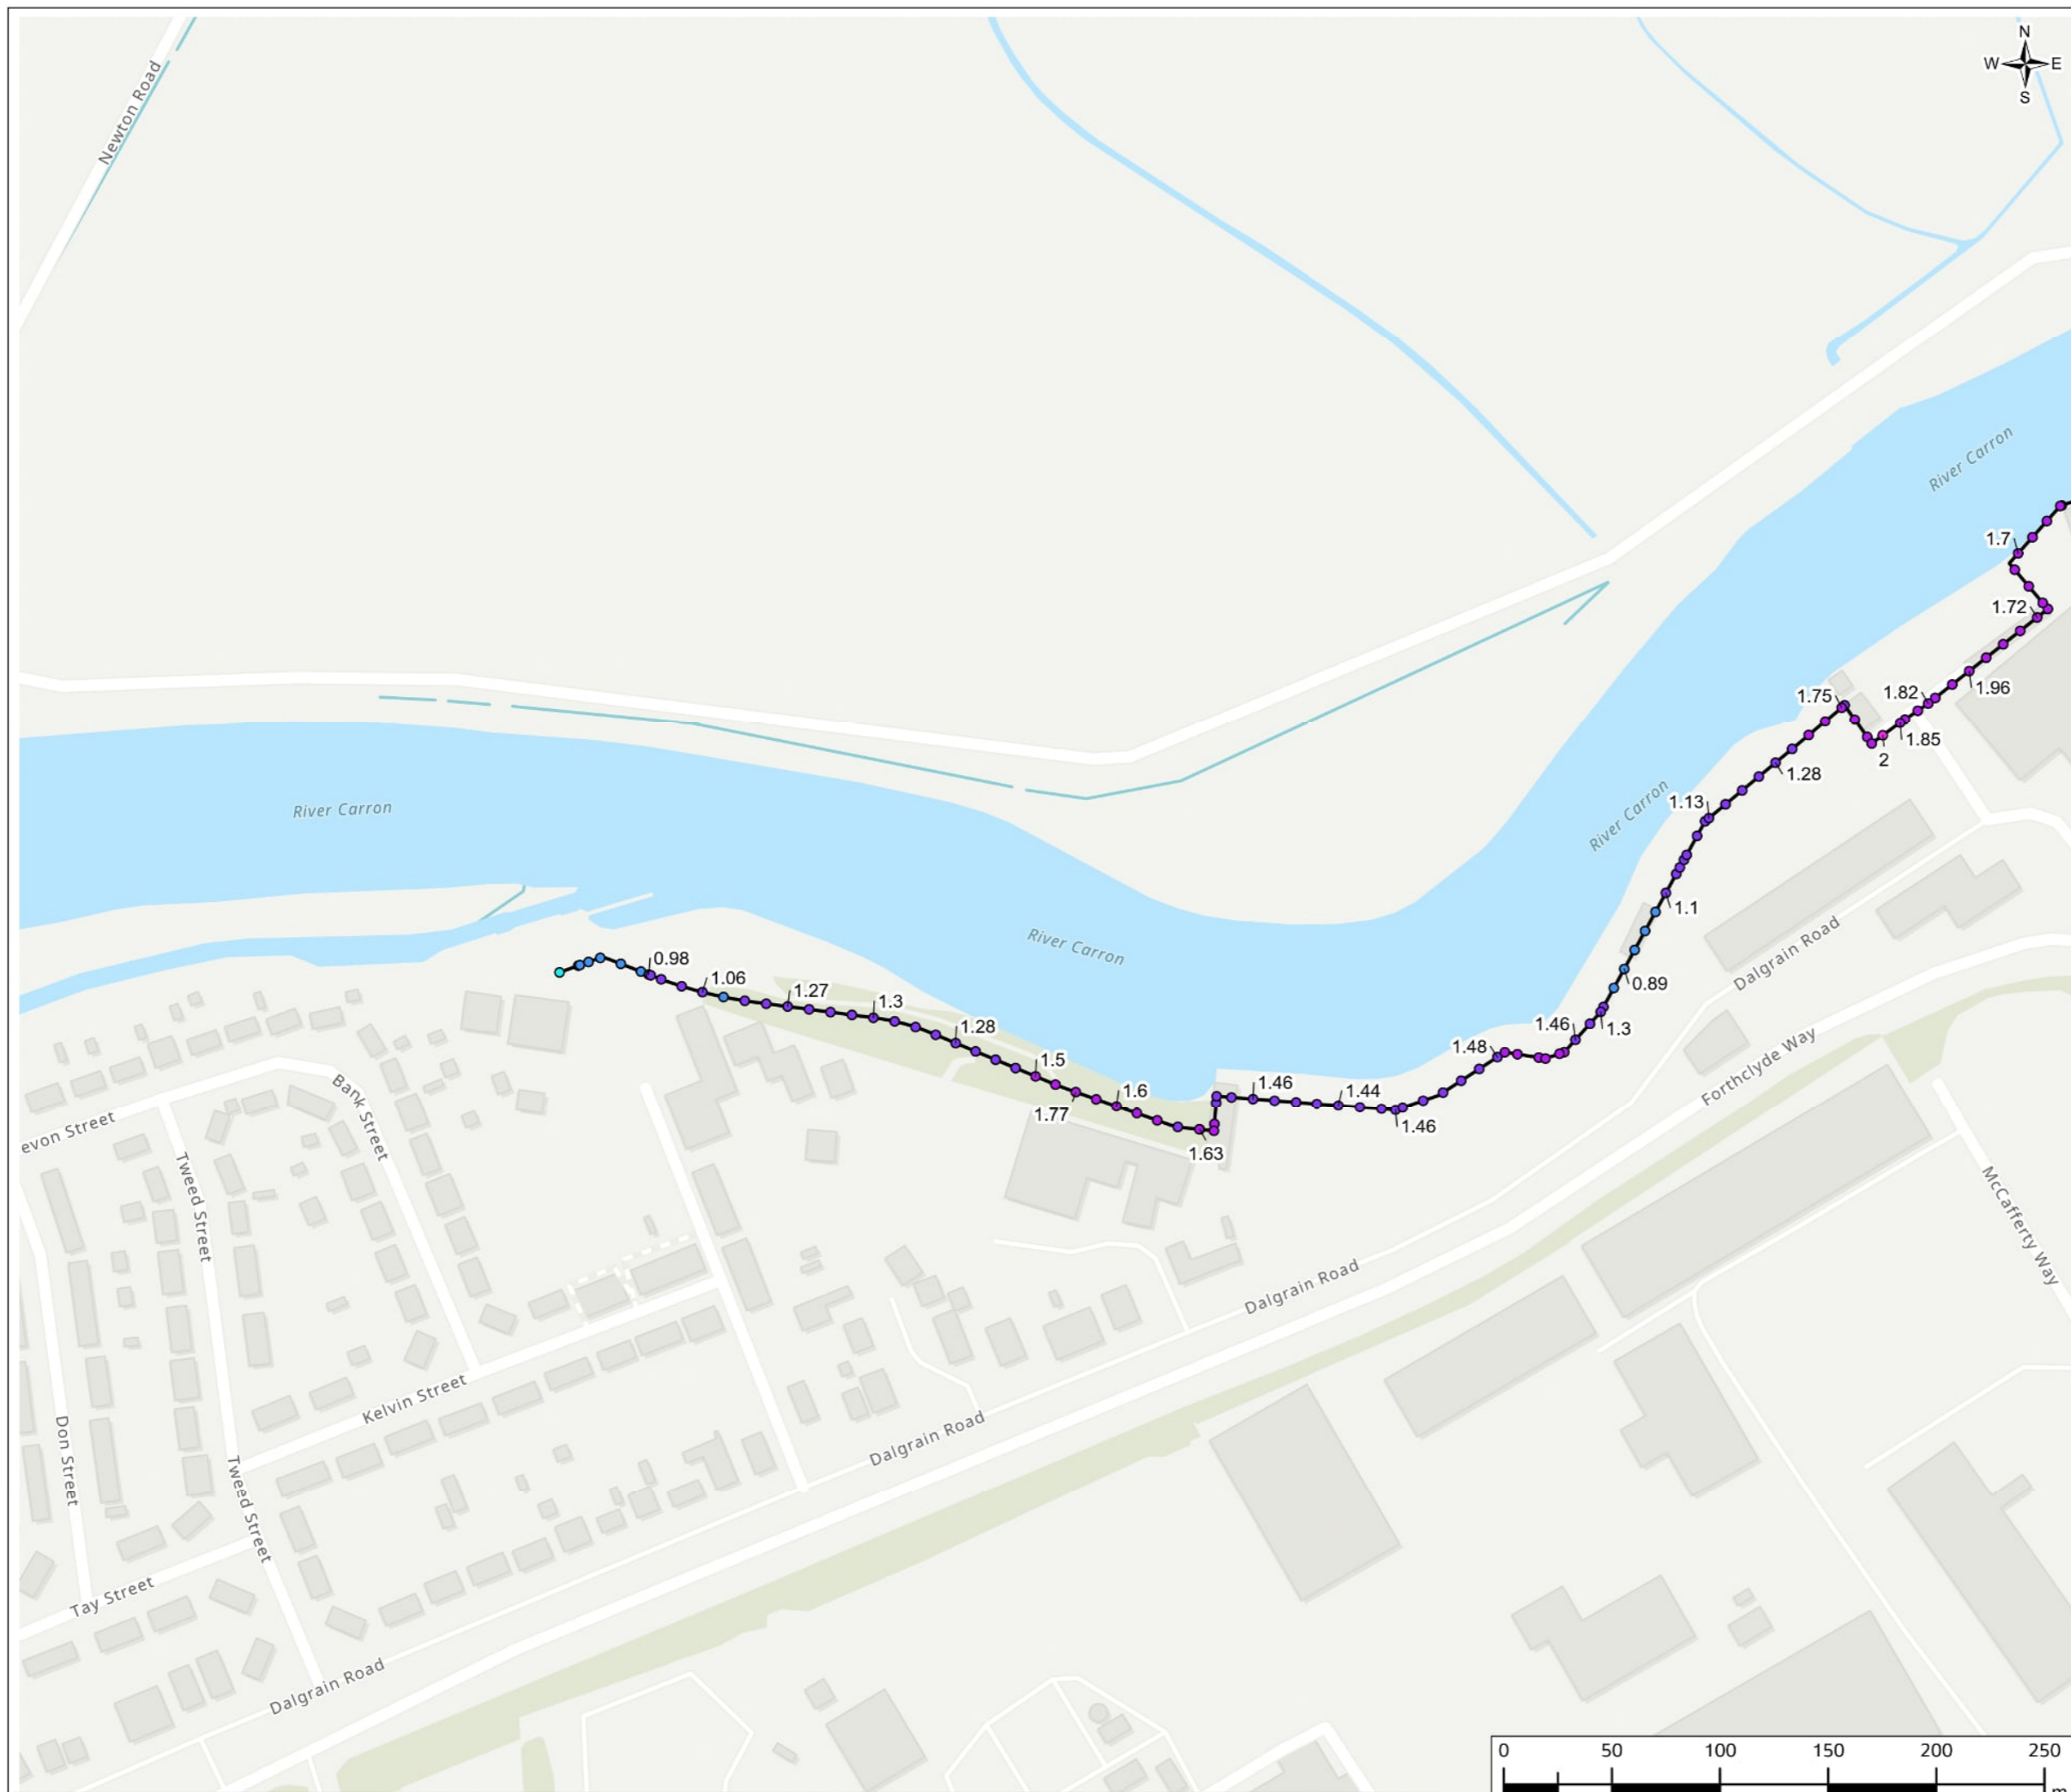 N
W E
S
Newton Road
River Carron
1.7
1.72
1.75
1.82
1.96
1.85
2
1.28
River Carron
1.13
River Carron
1.1
River Carron
0.98
0.89
1.06
1.27
1.3
1.3
1.46
1.28
1.48
1.5
1.46
1.44
1.6
1.77
1.46
1.63
Dalgrain Road
Forthclyde Way
Bank Street
evon Street
Tweed Street
McCafferty Way
Dalgrain Road
Kelvin Street
Don Street
Dalgrain Road
Tweed Street
Tay Street
Dalgrain Road
0 50 100 150 200 250